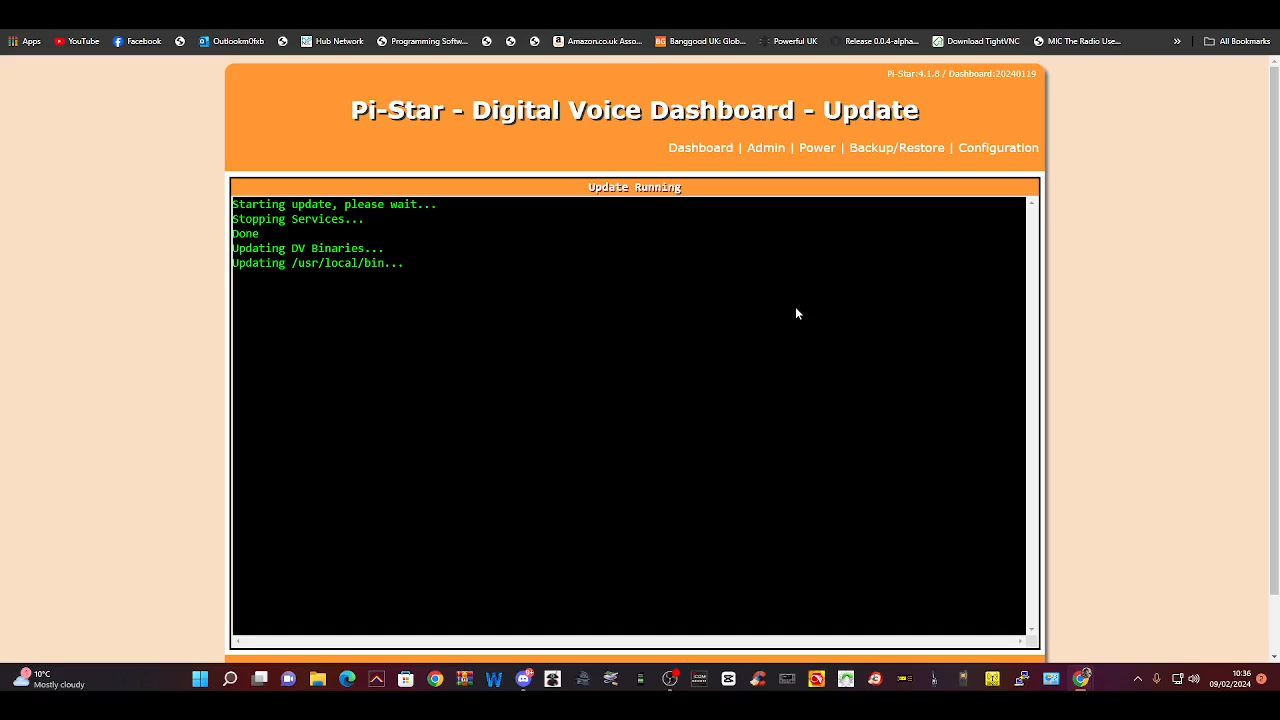 Apps YouTube Facebook Outlookm0fxb Hub Network Programming Softw... Amazon.co.uk Asso... Banggood UK: Glob... Powerful UK Release 0.0.4-alpha... Download TightVNC MIC The Radio Use... » All Bookmarks
Pi-Star:4.1.8 / Dashboard:20240119
Pi-Star - Digital Voice Dashboard - Update
Dashboard | Admin | Power | Backup/Restore | Configuration
Update Running
Starting update, please wait...
Stopping Services...
Done
Updating DV Binaries...
Updating /usr/local/bin...
10°C
Mostly cloudy
10:36
09/02/2024